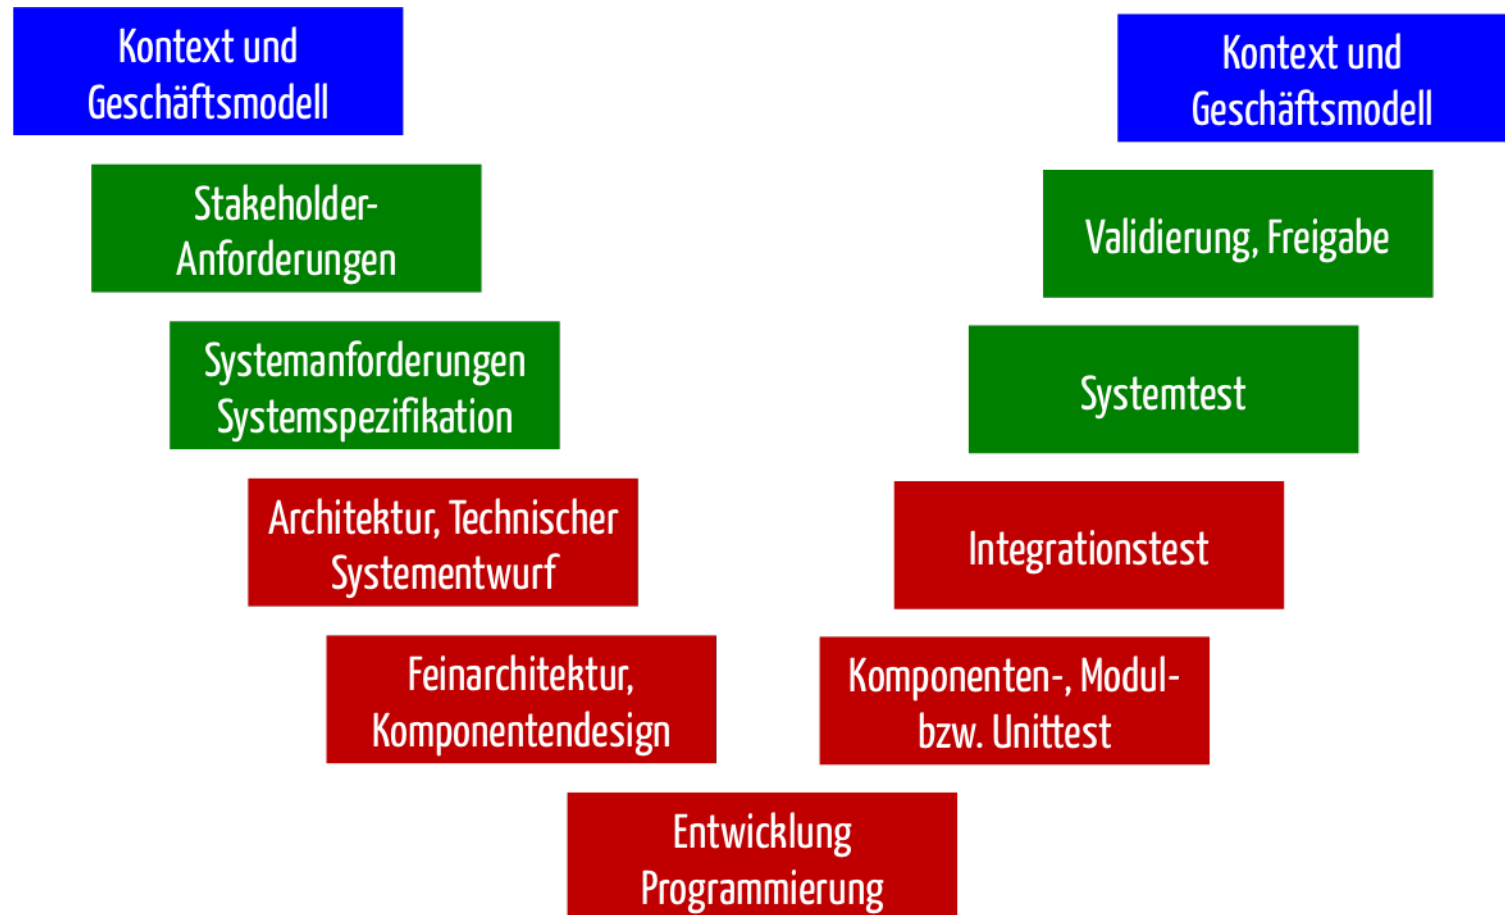 Kontext und
Geschäftsmodell
Kontext und
Geschäftsmodell
Stakeholder-
Anforderungen
Validierung, Freigabe
Systemanforderungen
Systemspezifikation
Systemtest
Architektur, Technischer
Systementwurf
Integrationstest
Feinarchitektur,
Komponentendesign
Komponenten-, Modul-
bzw. Unittest
Entwicklung
Programmierung